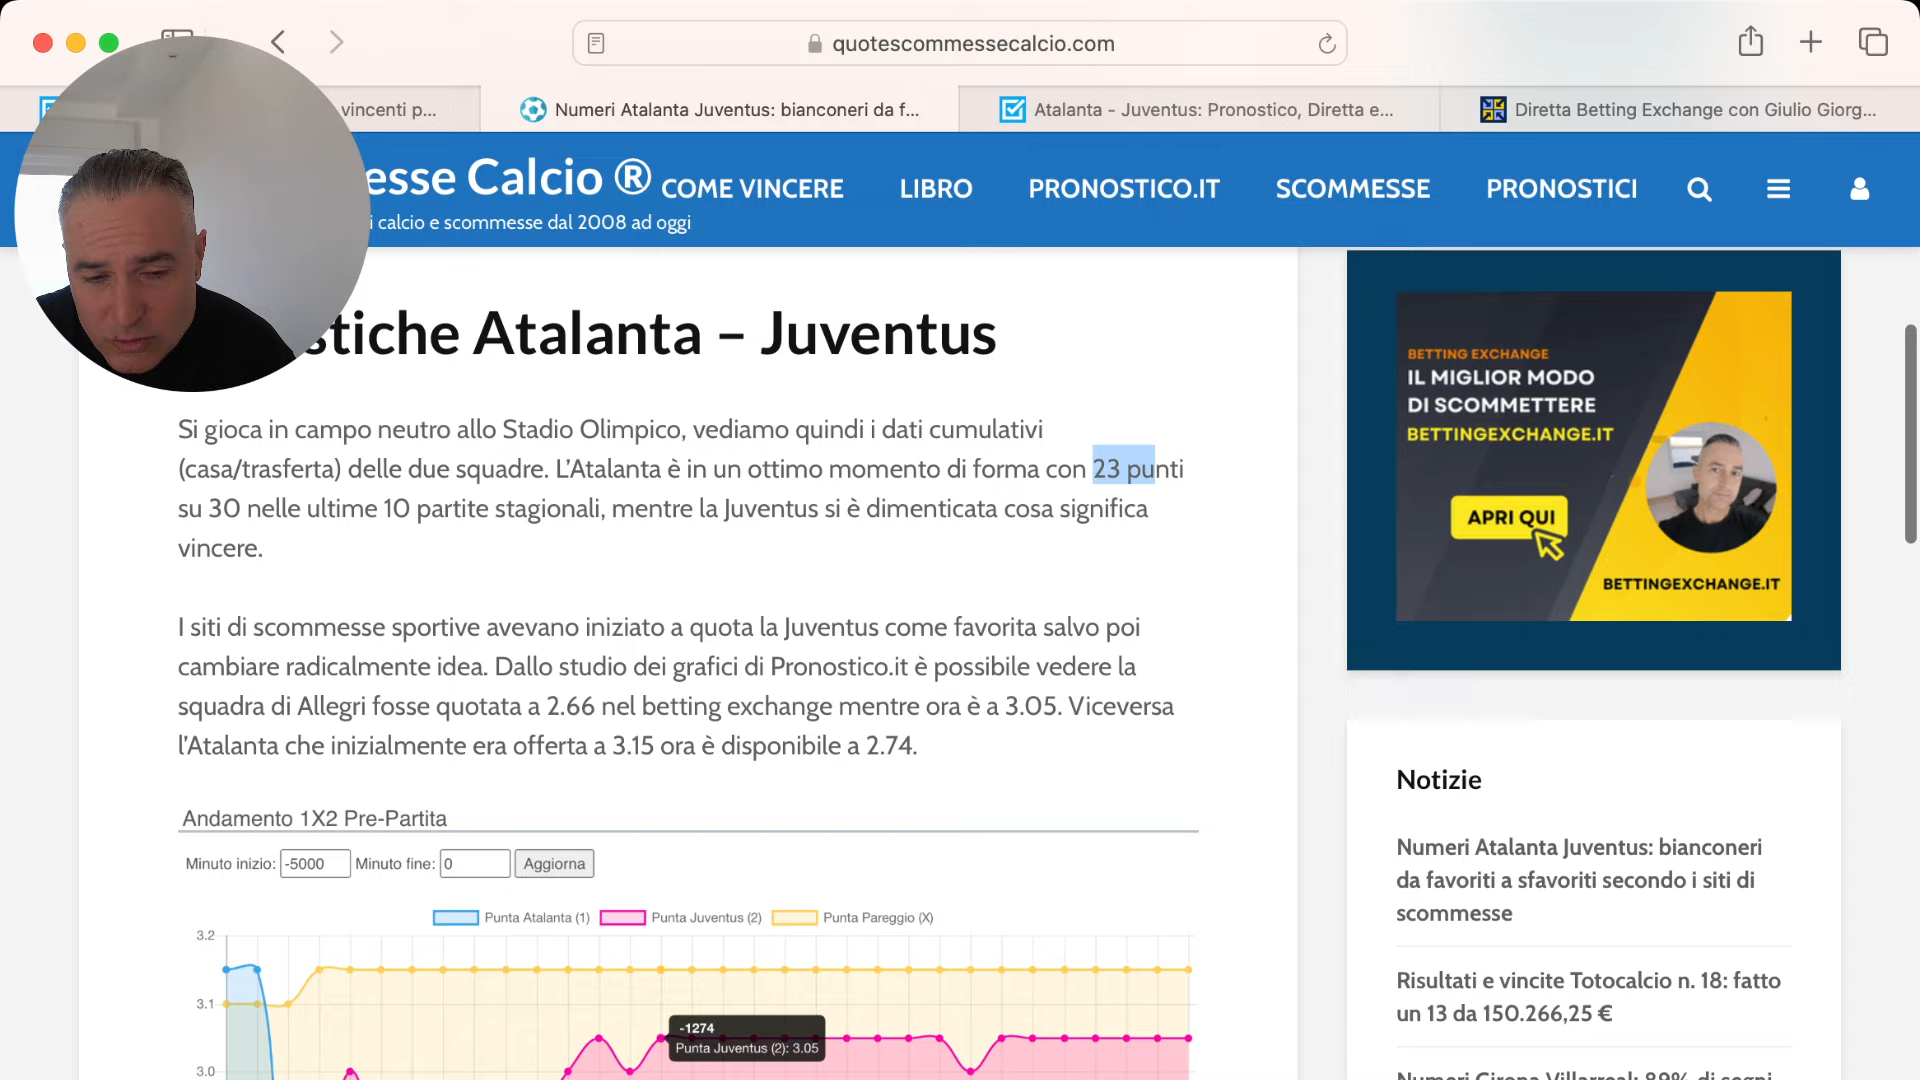 quotescommessecalcio.com
vincenti p...
Numeri Atalanta Juventus: bianconeri da f...
Atalanta - Juventus: Pronostico, Diretta e...
Diretta Betting Exchange con Giulio Giorg...
esse Calcio ®
i calcio e scommesse dal 2008 ad oggi
COME VINCERE
LIBRO
PRONOSTICO.IT
SCOMMESSE
PRONOSTICI
stiche Atalanta – Juventus
Si gioca in campo neutro allo Stadio Olimpico, vediamo quindi i dati cumulativi
(casa/trasferta) delle due squadre. L’Atalanta è in un ottimo momento di forma con 23 punti
su 30 nelle ultime 10 partite stagionali, mentre la Juventus si è dimenticata cosa significa
vincere.
I siti di scommesse sportive avevano iniziato a quota la Juventus come favorita salvo poi
cambiare radicalmente idea. Dallo studio dei grafici di Pronostico.it è possibile vedere la
squadra di Allegri fosse quotata a 2.66 nel betting exchange mentre ora è a 3.05. Viceversa
l’Atalanta che inizialmente era offerta a 3.15 ora è disponibile a 2.74.
Andamento 1X2 Pre-Partita
Minuto inizio: -5000 Minuto fine: 0 Aggiorna
Punta Atalanta (1) Punta Juventus (2) Punta Pareggio (X)
3.2
3.1
3.0
-1274
Punta Juventus (2): 3.05
BETTING EXCHANGE
IL MIGLIOR MODO
DI SCOMMETTERE
BETTINGEXCHANGE.IT
APRI QUI
BETTINGEXCHANGE.IT
Notizie
Numeri Atalanta Juventus: bianconeri
da favoriti a sfavoriti secondo i siti di
scommesse
Risultati e vincite Totocalcio n. 18: fatto
un 13 da 150.266,25 €
Numeri Girona Villarreal: 89% di segni